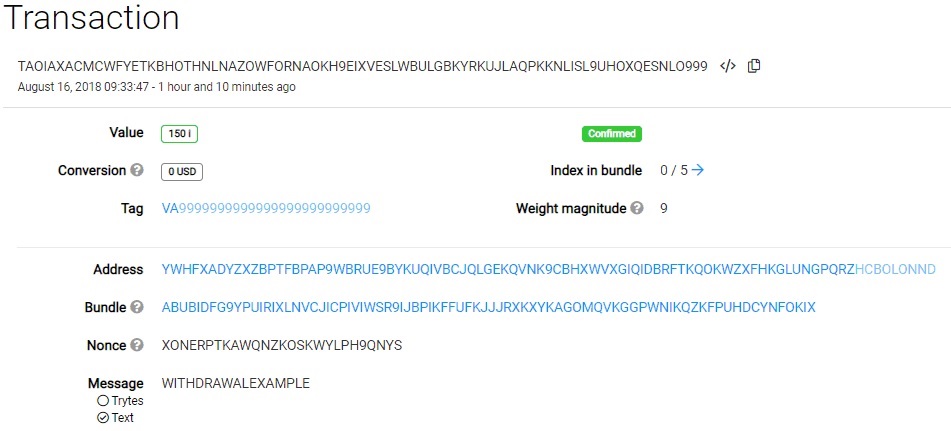 Transaction
TAOIAXACMCWFYETKBHOTHNLNAZOWFORNAOKH9EIXVESLWBULGBKYRKUJLAQPKKNLISL9UHOXQESNLO999 </>
August 16, 2018 09:33:47 - 1 hour and 10 minutes ago
Value 150 i Confirmed
Conversion ? 0 USD Index in bundle 0 / 5 →
Tag VA9999999999999999999999999 Weight magnitude ? 9
Address YWHFXADYZXZBPTFBPAP9WBRUE9BYKUQIVBCJQLGEKQVNK9CBHXWVXGIQIDBRFTKQOKWZXFHKGLUNGPQRZHCBOLONND
Bundle ? ABUBIDFG9YPUIRIXLNVCJICPIVIWSR9IJBPIKFFUFKJJJRXKXYKAGOMQVKGGPWNIKQZKFPUHDCYNFOKIX
Nonce ? XONERPTKAWQNZKOSKWYLPH9QNYS
Message WITHDRAWALEXAMPLE
Trytes
Text